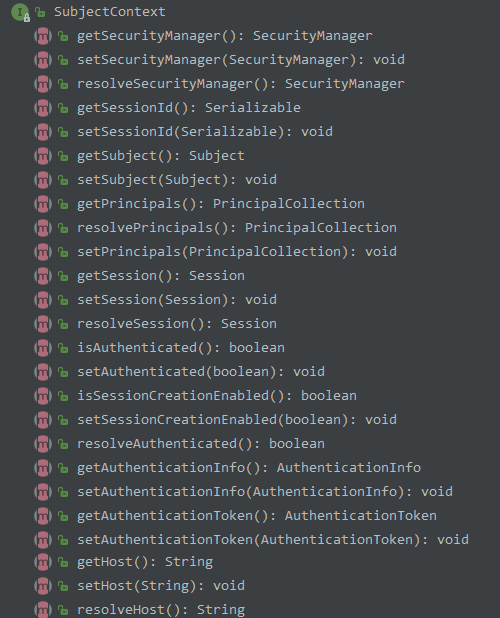 SubjectContext
getSecurityManager(): SecurityManager
setSecurityManager(SecurityManager): void
resolveSecurityManager(): SecurityManager
getSessionId(): Serializable
setSessionId(Serializable): void
getSubject(): Subject
setSubject(Subject): void
getPrincipals(): PrincipalCollection
resolvePrincipals(): PrincipalCollection
setPrincipals(PrincipalCollection): void
getSession(): Session
setSession(Session): void
resolveSession(): Session
isAuthenticated(): boolean
setAuthenticated(boolean): void
isSessionCreationEnabled(): boolean
setSessionCreationEnabled(boolean): void
resolveAuthenticated(): boolean
getAuthenticationInfo(): AuthenticationInfo
setAuthenticationInfo(AuthenticationInfo): void
getAuthenticationToken(): AuthenticationToken
setAuthenticationToken(AuthenticationToken): void
getHost(): String
setHost(String): void
resolveHost(): String